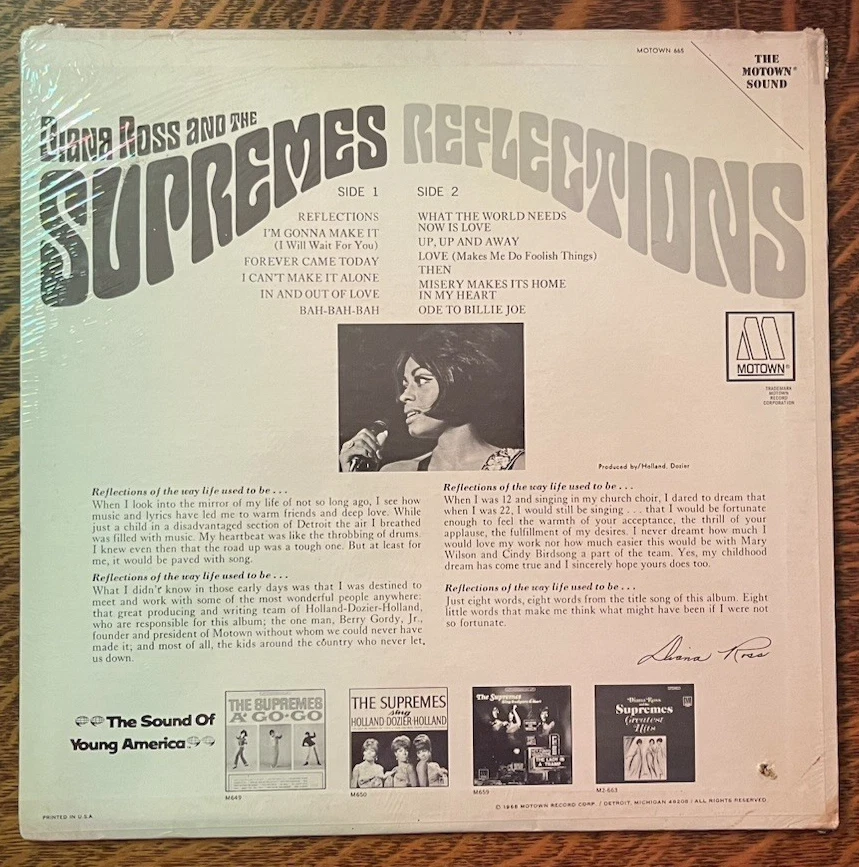 MOTOWN 665
THE
MOTOWN®
SOUND
DIANA ROSS AND THE
SUPREMES
REFLECTIONS
SIDE 1
REFLECTIONS
I'M GONNA MAKE IT
(I Will Wait For You)
FOREVER CAME TODAY
I CAN'T MAKE IT ALONE
IN AND OUT OF LOVE
BAH-BAH-BAH
SIDE 2
WHAT THE WORLD NEEDS
NOW IS LOVE
UP, UP AND AWAY
LOVE (Makes Me Do Foolish Things)
THEN
MISERY MAKES ITS HOME
IN MY HEART
ODE TO BILLIE JOE
M
MOTOWN®
TRADEMARK
MOTOWN
RECORD
CORPORATION
Produced by/Holland, Dozier
Reflections of the way life used to be . . .
When I look into the mirror of my life of not so long ago, I see how
music and lyrics have led me to warm friends and deep love. While
just a child in a disadvantaged section of Detroit the air I breathed
was filled with music. My heartbeat was like the throbbing of drums.
I knew even then that the road up was a tough one. But at least for
me, it would be paved with song.
Reflections of the way life used to be . . .
What I didn't know in those early days was that I was destined to
meet and work with some of the most wonderful people anywhere:
that great producing and writing team of Holland-Dozier-Holland,
who are responsible for this album; the one man, Berry Gordy, Jr.,
founder and president of Motown without whom we could never have
made it; and most of all, the kids around the country who never let
us down.
Reflections of the way life used to be . . .
When I was 12 and singing in my church choir, I dared to dream that
when I was 22, I would still be singing . . . that I would be fortunate
enough to feel the warmth of your acceptance, the thrill of your
applause, the fulfillment of my desires. I never dreamt how much I
would love my work nor how much easier this would be with Mary
Wilson and Cindy Birdsong a part of the team. Yes, my childhood
dream has come true and I sincerely hope yours does too.
Reflections of the way life used to be . . .
Just eight words, eight words from the title song of this album. Eight
little words that make me think what might have been if I were not
so fortunate.
Diana Ross
The Sound Of
Young America
THE SUPREMES
A' GO-GO
M649
THE SUPREMES
sing
HOLLAND·DOZIER·HOLLAND
M650
The Supremes
Sing Rodgers & Hart
THE LADY IS
A TRAMP
M659
Diana Ross
and the
Supremes
Greatest
Hits
M2-663
© 1968 MOTOWN RECORD CORP. / DETROIT, MICHIGAN 48208 / ALL RIGHTS RESERVED.
PRINTED IN U.S.A.